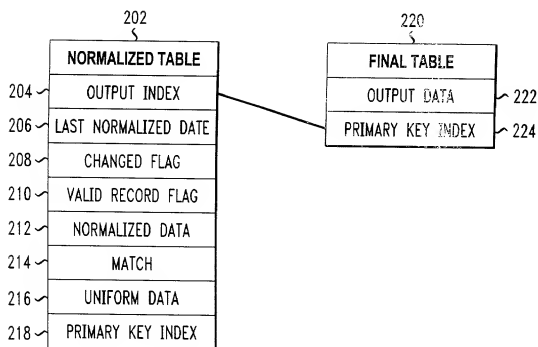 202
NORMALIZED TABLE
204 OUTPUT INDEX
206 LAST NORMALIZED DATE
208 CHANGED FLAG
210 VALID RECORD FLAG
212 NORMALIZED DATA
214 MATCH
216 UNIFORM DATA
218 PRIMARY KEY INDEX
220
FINAL TABLE
OUTPUT DATA 222
PRIMARY KEY INDEX 224